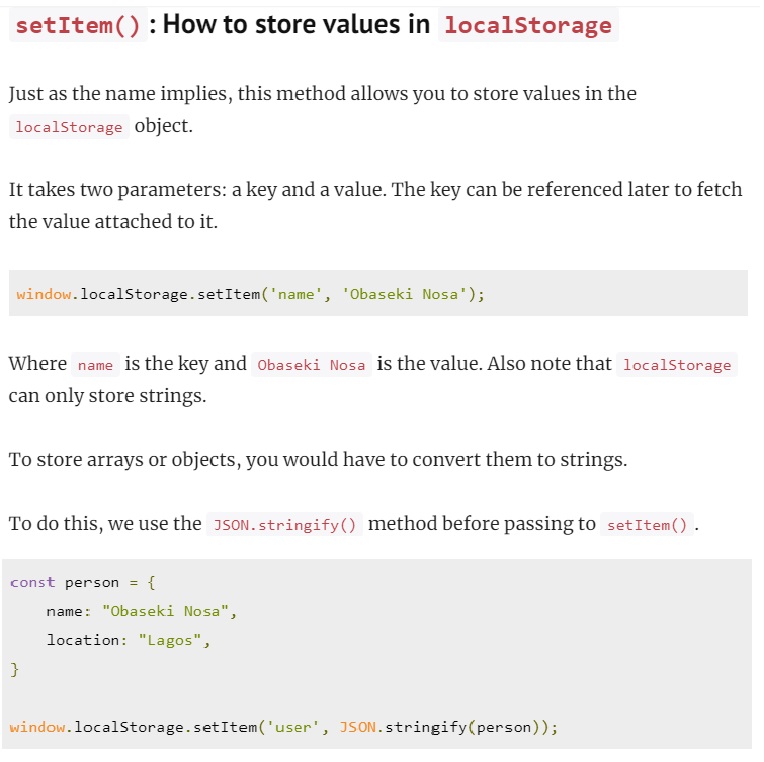 setItem() : How to store values in localStorage
Just as the name implies, this method allows you to store values in the
localStorage object.
It takes two parameters: a key and a value. The key can be referenced later to fetch
the value attached to it.
window.localStorage.setItem('name', 'Obaseki Nosa');
Where name is the key and Obaseki Nosa is the value. Also note that localStorage
can only store strings.
To store arrays or objects, you would have to convert them to strings.
To do this, we use the JSON.stringify() method before passing to setItem() .
const person = {
    name: "Obaseki Nosa",
    location: "Lagos",
}
window.localStorage.setItem('user', JSON.stringify(person));